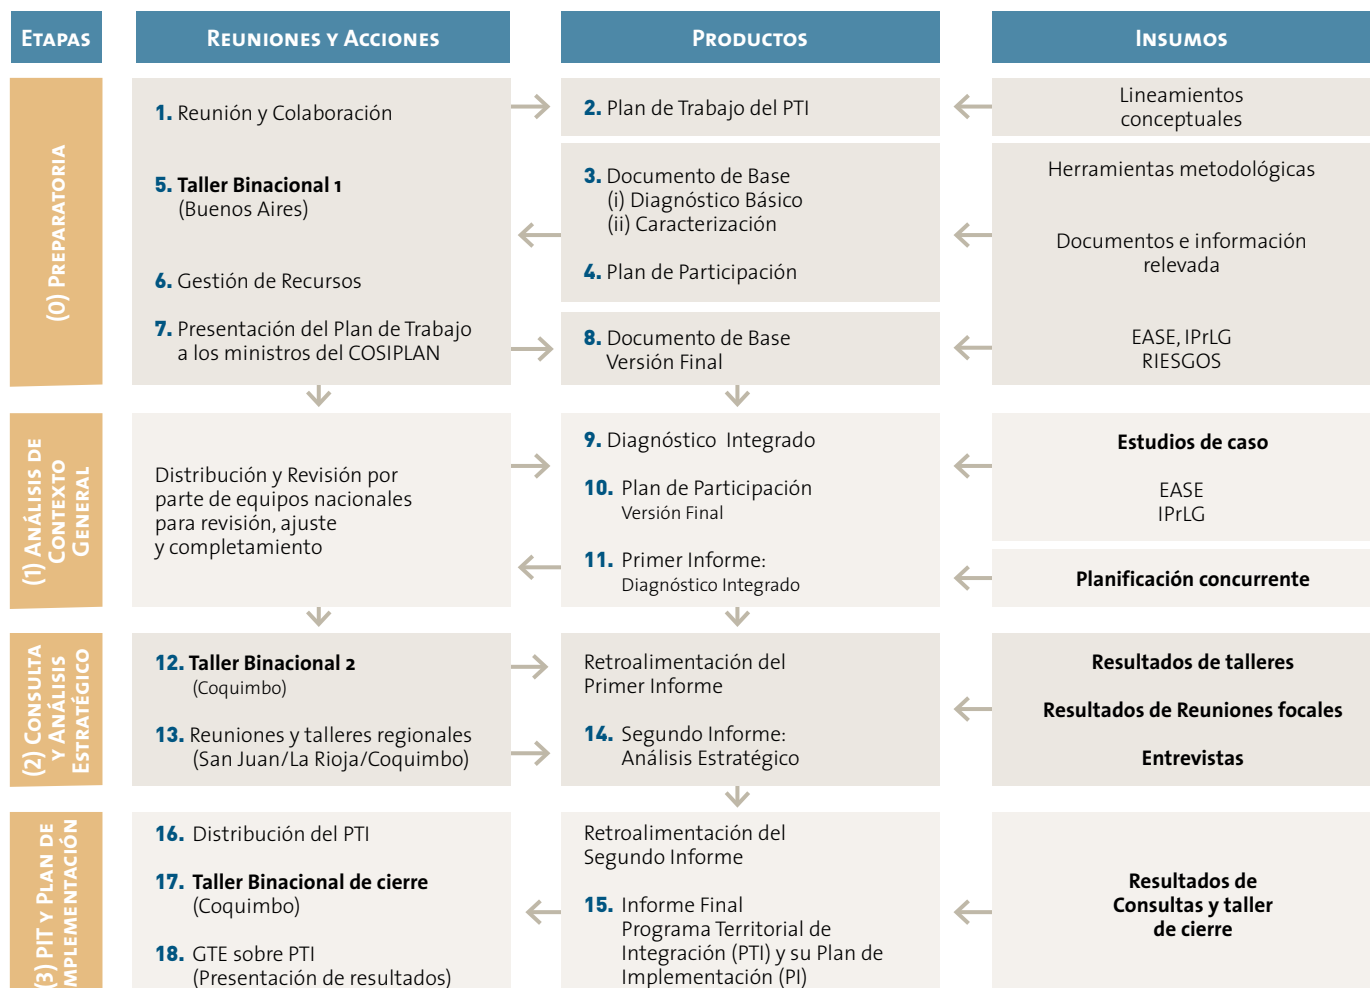 ETAPAS
REUNIONES Y ACCIONES
PRODUCTOS
INSUMOS
(0) PREPARATORIA
1. Reunión y Colaboración
5. Taller Binacional 1
(Buenos Aires)
6. Gestión de Recursos
7. Presentación del Plan de Trabajo
a los ministros del COSIPLAN
2. Plan de Trabajo del PTI
3. Documento de Base
(i) Diagnóstico Básico
(ii) Caracterización
4. Plan de Participación
8. Documento de Base
Versión Final
Lineamientos
conceptuales
Herramientas metodológicas
Documentos e información
relevada
EASE, IPrLG
RIESGOS
(1) ANÁLISIS DE
CONTEXTO
GENERAL
Distribución y Revisión por
parte de equipos nacionales
para revisión, ajuste
y completamiento
9. Diagnóstico Integrado
10. Plan de Participación
Versión Final
11. Primer Informe:
Diagnóstico Integrado
Estudios de caso
EASE
IPrLG
Planificación concurrente
(2) CONSULTA
Y ANÁLISIS
ESTRATÉGICO
12. Taller Binacional 2
(Coquimbo)
13. Reuniones y talleres regionales
(San Juan/La Rioja/Coquimbo)
Retroalimentación del
Primer Informe
14. Segundo Informe:
Análisis Estratégico
Resultados de talleres
Resultados de Reuniones focales
Entrevistas
(3) PIT Y PLAN DE
MPLEMENTACIÓN
16. Distribución del PTI
17. Taller Binacional de cierre
(Coquimbo)
18. GTE sobre PTI
(Presentación de resultados)
Retroalimentación del
Segundo Informe
15. Informe Final
Programa Territorial de
Integración (PTI) y su Plan de
Implementación (PI)
Resultados de
Consultas y taller
de cierre